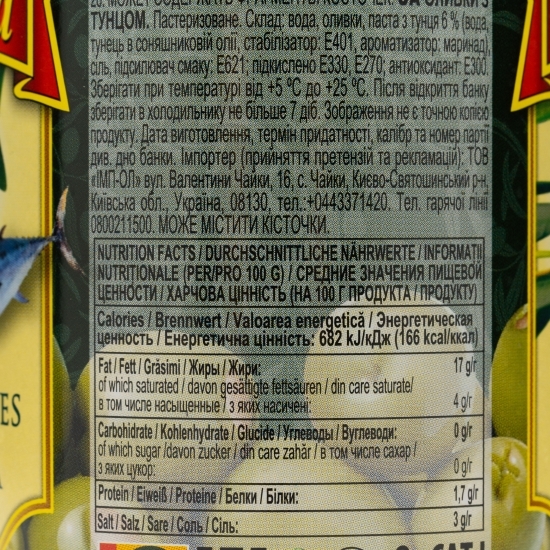 МОЖЕ МІСТИТИ ФРАГМЕНТИ КІСТОЧЕК. UA ОЛИВКИ З
ТУНЦОМ. Пастеризоване. Склад: вода, оливки, паста з тунця 6 % (вода,
тунець в соняшниковій олії, стабілізатор: Е401, ароматизатор: маринад),
сіль, підсилювач смаку: Е621; підкислено Е330, Е270; антиоксидант: Е300.
Зберігати при температурі від +5 ºС до +25 ºС. Після відкриття банку
зберігати в холодильнику не більше 7 діб. Зображення не є точною копією
продукту. Дата виготовлення, термін придатності, калібр та номер партії
див. дно банки. Імпортер (прийняття претензій та рекламацій): ТОВ
«ІМП-ОЛ» вул. Валентини Чайки, 16, с. Чайки, Києво-Святошинський р-н,
Київська обл., Україна, 08130, тел.:+0443371420. Тел. гарячої лінії
0800211500. МОЖЕ МІСТИТИ КІСТОЧКИ.
NUTRITION FACTS / DURCHSCHNITTLICHE NÄHRWERTE / INFORMATII
NUTRITIONALE (PER/PRO 100 G) / СРЕДНИЕ ЗНАЧЕНИЯ ПИЩЕВОЙ
ЦЕННОСТИ / ХАРЧОВА ЦІННІСТЬ (НА 100 Г ПРОДУКТА / ПРОДУКТУ)
Calories / Brennwert / Valoarea energetică / Энергетическая
ценность / Енергетична цінність: 682 kJ/кДж (166 kcal/ккал)
Fat / Fett / Grăsimi / Жиры / Жири: 17 g/г
of which saturated / davon gesättigte fettsäuren / din care saturate/
в том числе насыщенные / з яких насичені: 4 g/г
Carbohidrate / Kohlenhydrate / Glucide / Углеводы / Вуглеводи: 0 g/г
of which sugar /davon zucker / din care zahăr / в том числе сахар /
з яких цукор: 0 g/г
Protein / Eiweiß / Proteine / Белки / Білки: 1,7 g/г
Salt / Salz / Sare / Соль / Сіль: 3 g/г
ES